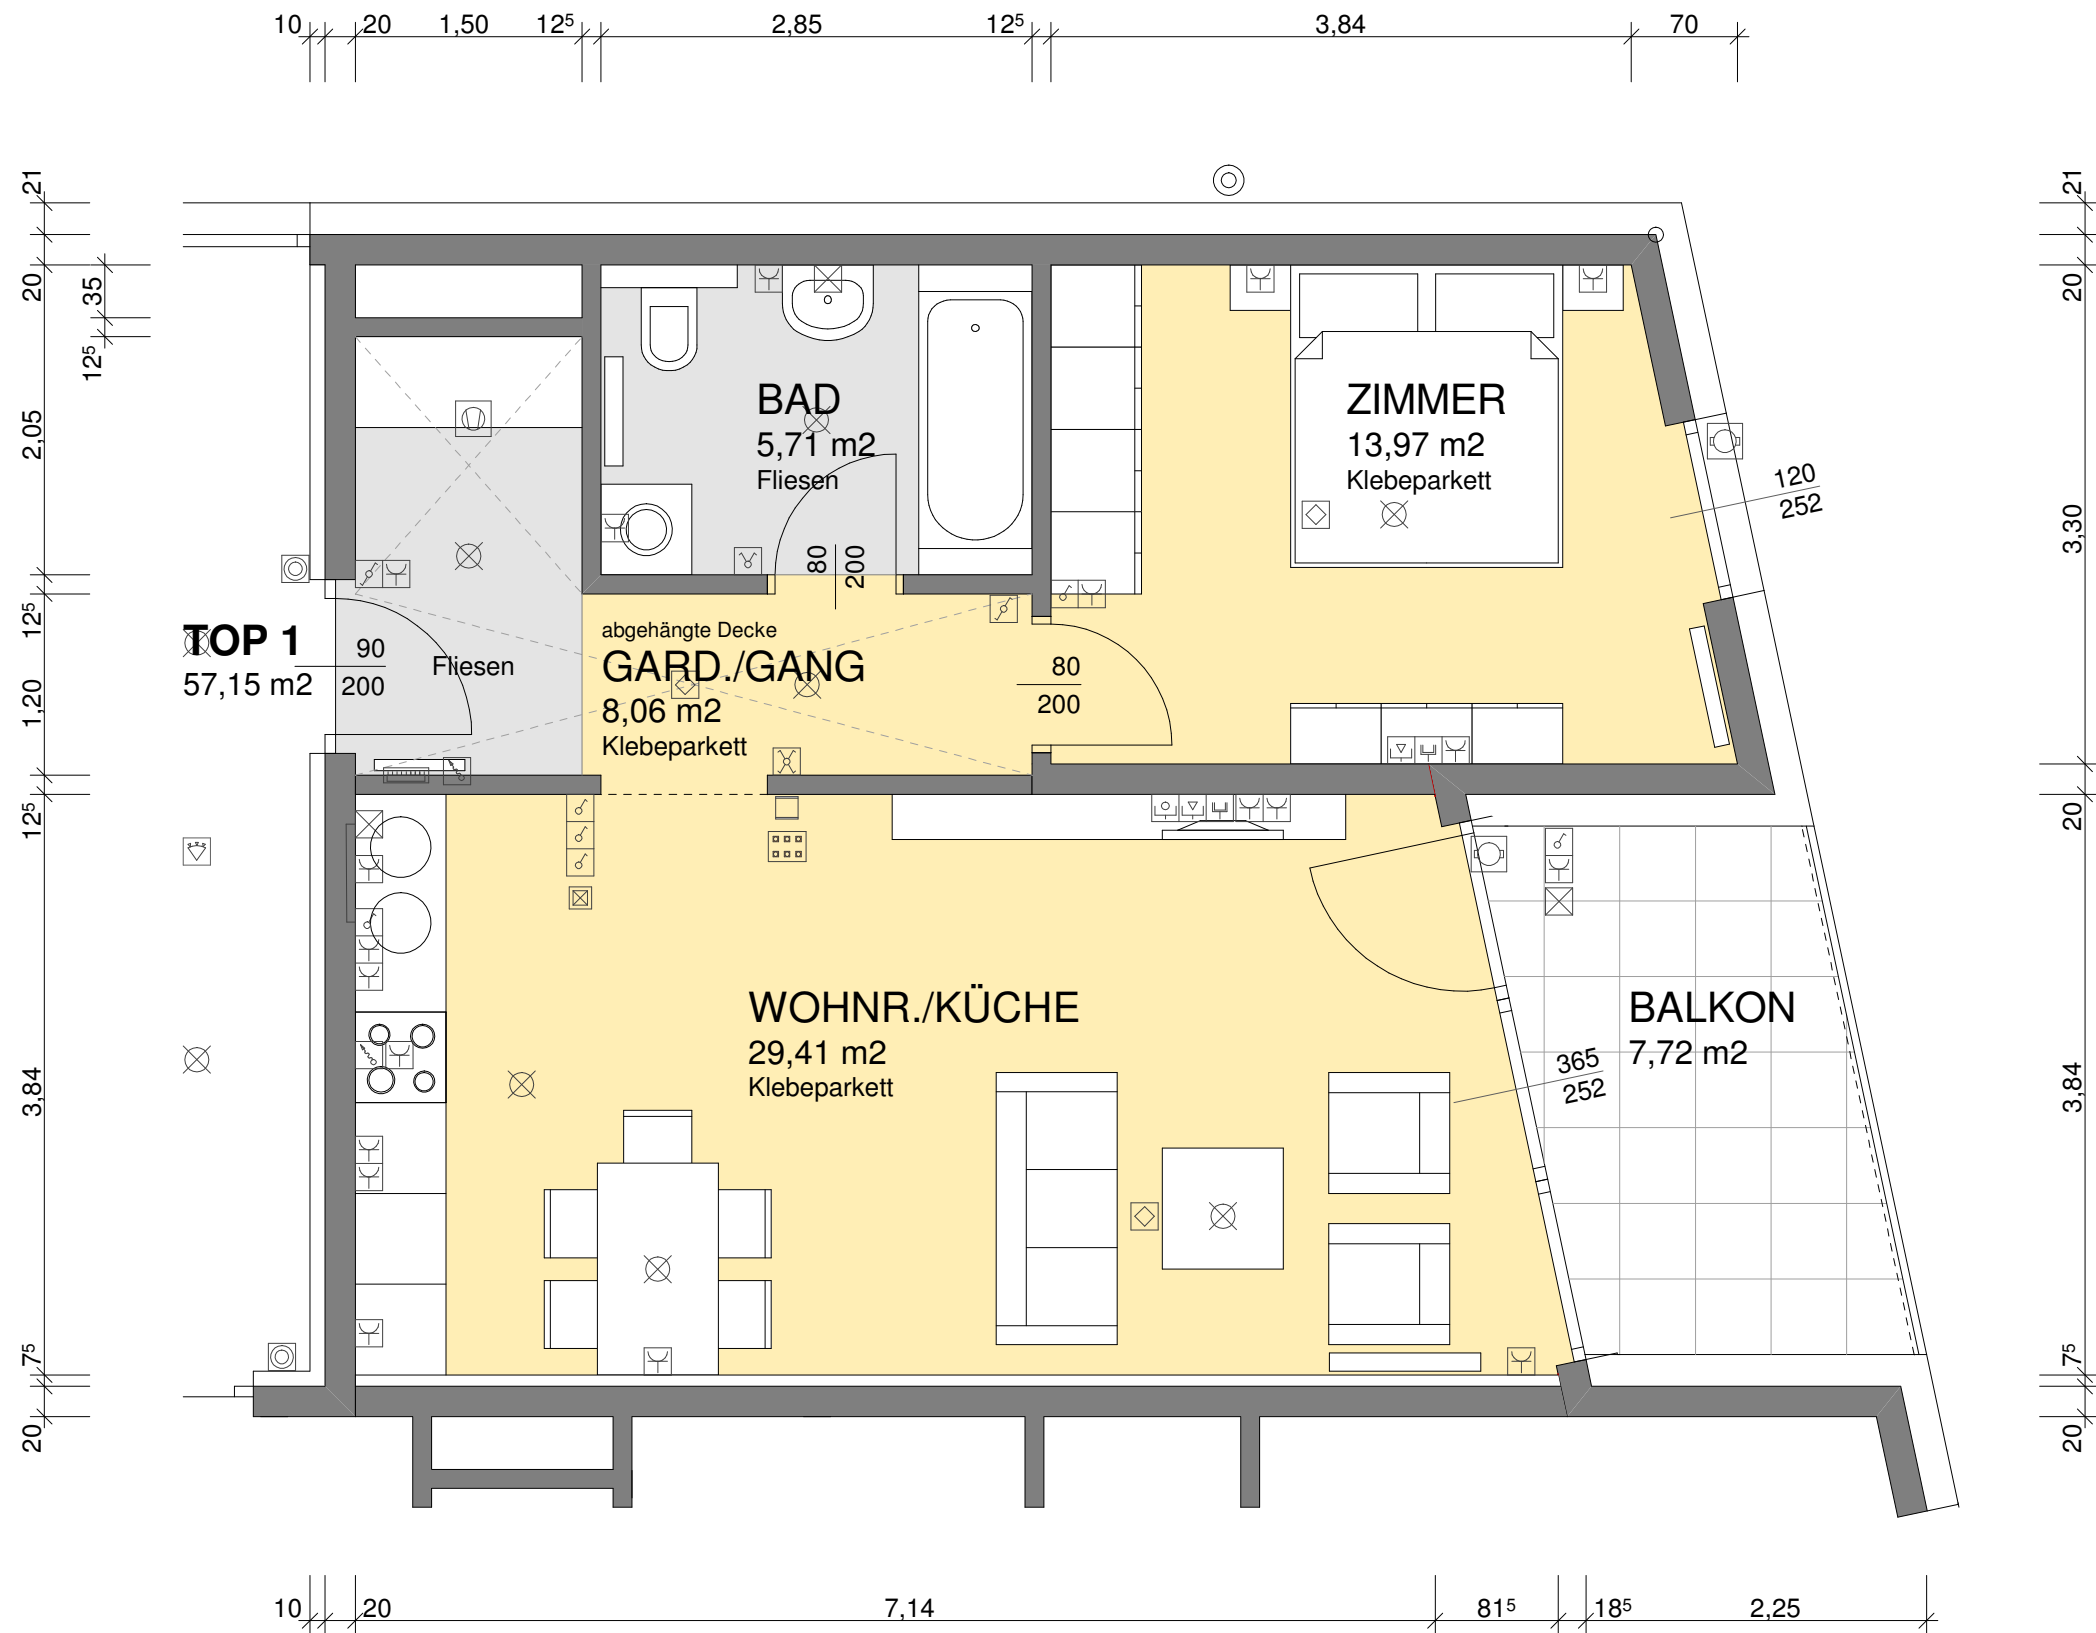 10 20 1,50 12⁵ 2,85 12⁵ 3,84 70
21
20
35
12⁵
2,05
12⁵
1,20
12⁵
3,84
7⁵
20
BAD
5,71 m2
Fliesen
80
200
ZIMMER
13,97 m2
Klebeparkett
120
252
TOP 1
57,15 m2
90
200
Fliesen
abgehängte Decke
GARD./GANG
8,06 m2
Klebeparkett
80
200
WOHNR./KÜCHE
29,41 m2
Klebeparkett
365
252
BALKON
7,72 m2
21
20
3,30
20
3,84
7⁵
20
10 20 7,14 81⁵ 18⁵ 2,25